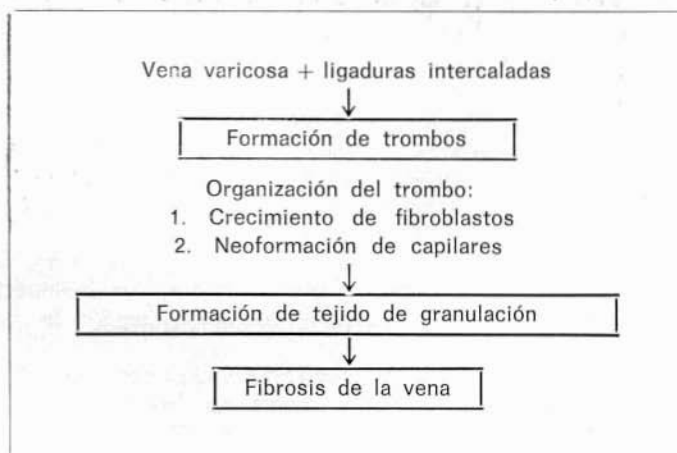 Vena varicosa + ligaduras intercaladas
Formación de trombos
Organización del trombo:
1. Crecimiento de fibroblastos
2. Neoformación de capilares
Formación de tejido de granulación
Fibrosis de la vena